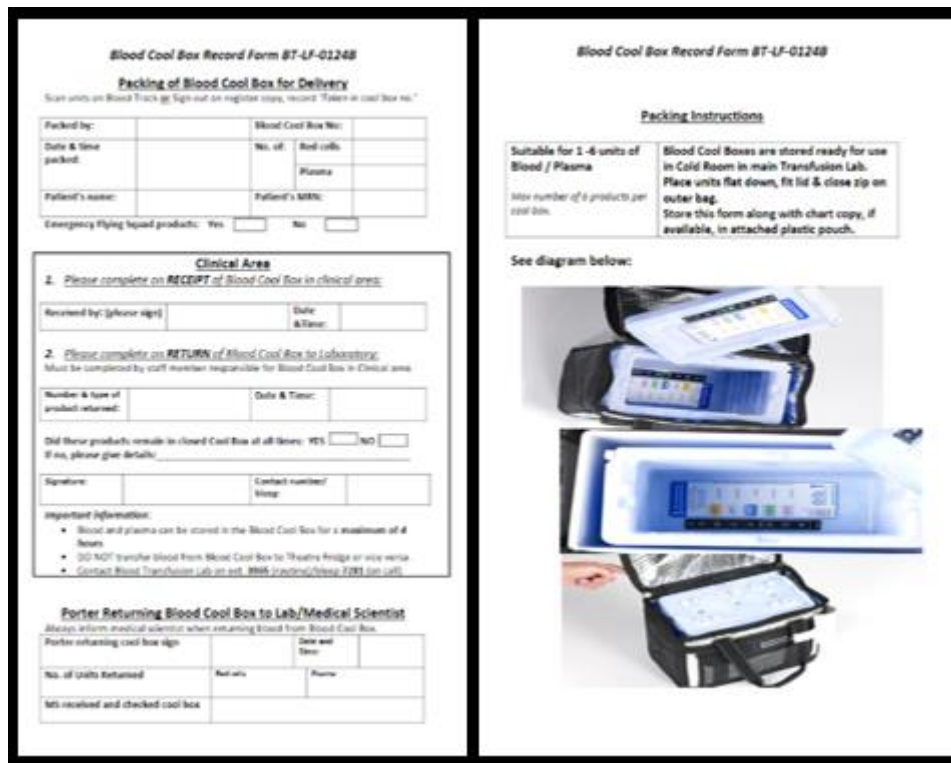 Blood Cool Box Record Form BT-LF-0124B
Packing of Blood Cool Box for Delivery
Scan units on Blood Track or Sign out on register copy, record "Taken in cool box no."
Packed by:
Blood Cool Box No:
Date & time packed:
No. of:
Red cells
Plasma
Patient's name:
Patient's MRN:
Emergency Flying Squad products: Yes No
Clinical Area
1. Please complete on RECEIPT of Blood Cool Box in clinical area:
Received by: (please sign)
Date
&Time:
2. Please complete on RETURN of Blood Cool Box to Laboratory:
Must be completed by staff member responsible for Blood Cool Box in Clinical area
Number & type of
product returned:
Date & Time:
Did these products remain in closed Cool Box at all times: YES NO
If no, please give details:
Signature:
Contact number/
bleep
Important information:
Blood and plasma can be stored in the Blood Cool Box for a maximum of 4
hours
DO NOT transfer blood from Blood Cool Box to Theatre Fridge or vice versa
Contact Blood Transfusion Lab on ext. (routine)/bleep 7281 (on call)
Porter Returning Blood Cool Box to Lab/Medical Scientist
Always inform medical scientist when returning blood from Blood Cool Box.
Porter returning cool box sign
Date and
Time:
No. of Units Returned
Red cells
Plasma
MS received and checked cool box
Blood Cool Box Record Form BT-LF-0124B
Packing Instructions
Suitable for 1 -6 units of
Blood / Plasma
Max number of 6 products per
cool box.
Blood Cool Boxes are stored ready for use
in Cold Room in main Transfusion Lab.
Place units flat down, fit lid & close zip on
outer bag.
Store this form along with chart copy, if
available, in attached plastic pouch.
See diagram below: